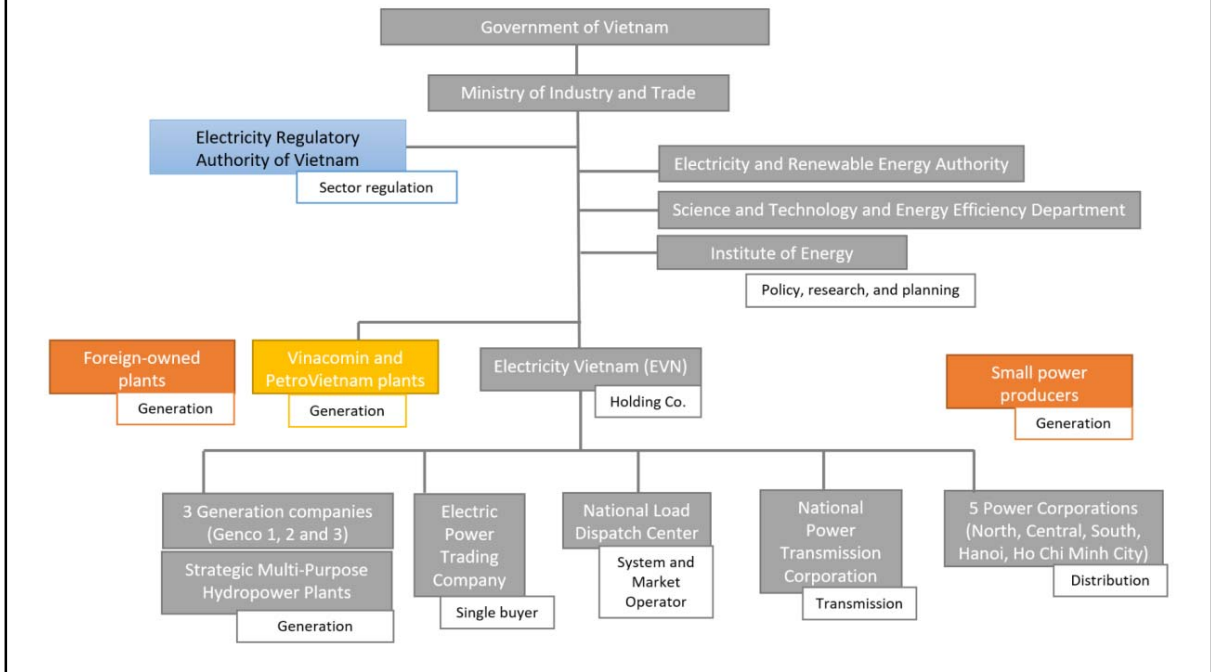 Government of Vietnam
Ministry of Industry and Trade
Electricity Regulatory
Authority of Vietnam
Sector regulation
Electricity and Renewable Energy Authority
Science and Technology and Energy Efficiency Department
Institute of Energy
Policy, research, and planning
Foreign-owned
plants
Generation
Vinacomin and
PetroVietnam plants
Generation
Electricity Vietnam (EVN)
Holding Co.
Small power
producers
Generation
3 Generation companies
(Genco 1, 2 and 3)
Strategic Multi-Purpose
Hydropower Plants
Generation
Electric
Power
Trading
Company
Single buyer
National Load
Dispatch Center
System and
Market
Operator
National
Power
Transmission
Corporation
Transmission
5 Power Corporations
(North, Central, South,
Hanoi, Ho Chi Minh City)
Distribution